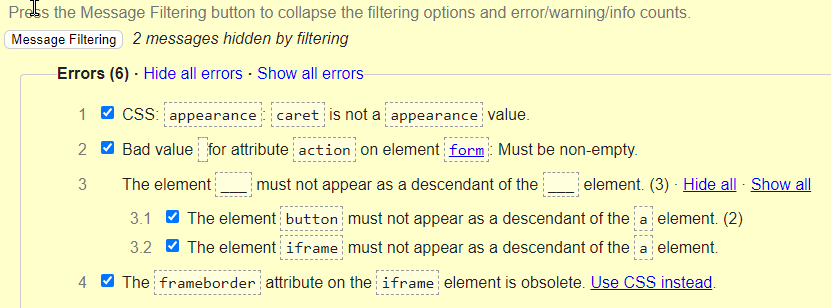 Press the Message Filtering button to collapse the filtering options and error/warning/info counts.
Message Filtering 2 messages hidden by filtering
Errors (6) · Hide all errors · Show all errors
1 CSS: appearance: caret is not a appearance value.
2 Bad value for attribute action on element form: Must be non-empty.
3 The element ___ must not appear as a descendant of the ___ element. (3) · Hide all · Show all
3.1 The element button must not appear as a descendant of the a element. (2)
3.2 The element iframe must not appear as a descendant of the a element.
4 The frameborder attribute on the iframe element is obsolete. Use CSS instead.